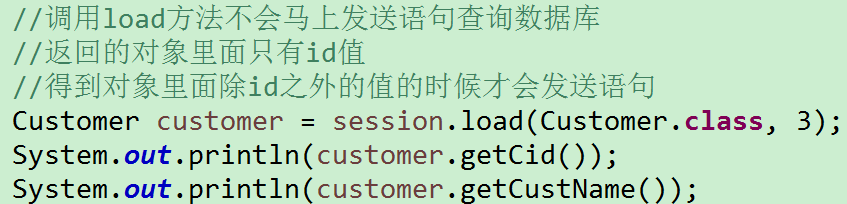 //调用load方法不会马上发送语句查询数据库
//返回的对象里面只有id值
//得到对象里面除id之外的值的时候才会发送语句
Customer customer = session.load(Customer.class, 3);
System.out.println(customer.getCid());
System.out.println(customer.getCustName());